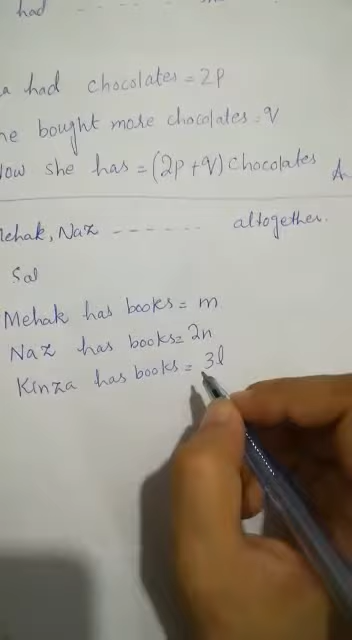 had - - - - - -
a had chocolates = 2p
he bought more chocolates = q
Now she has = (2p + q) Chocolates
Mehak, Naz - - - - - - altogether.
Sol
Mehak has books = m
Naz has books = 2n
Kinza has books = 3l